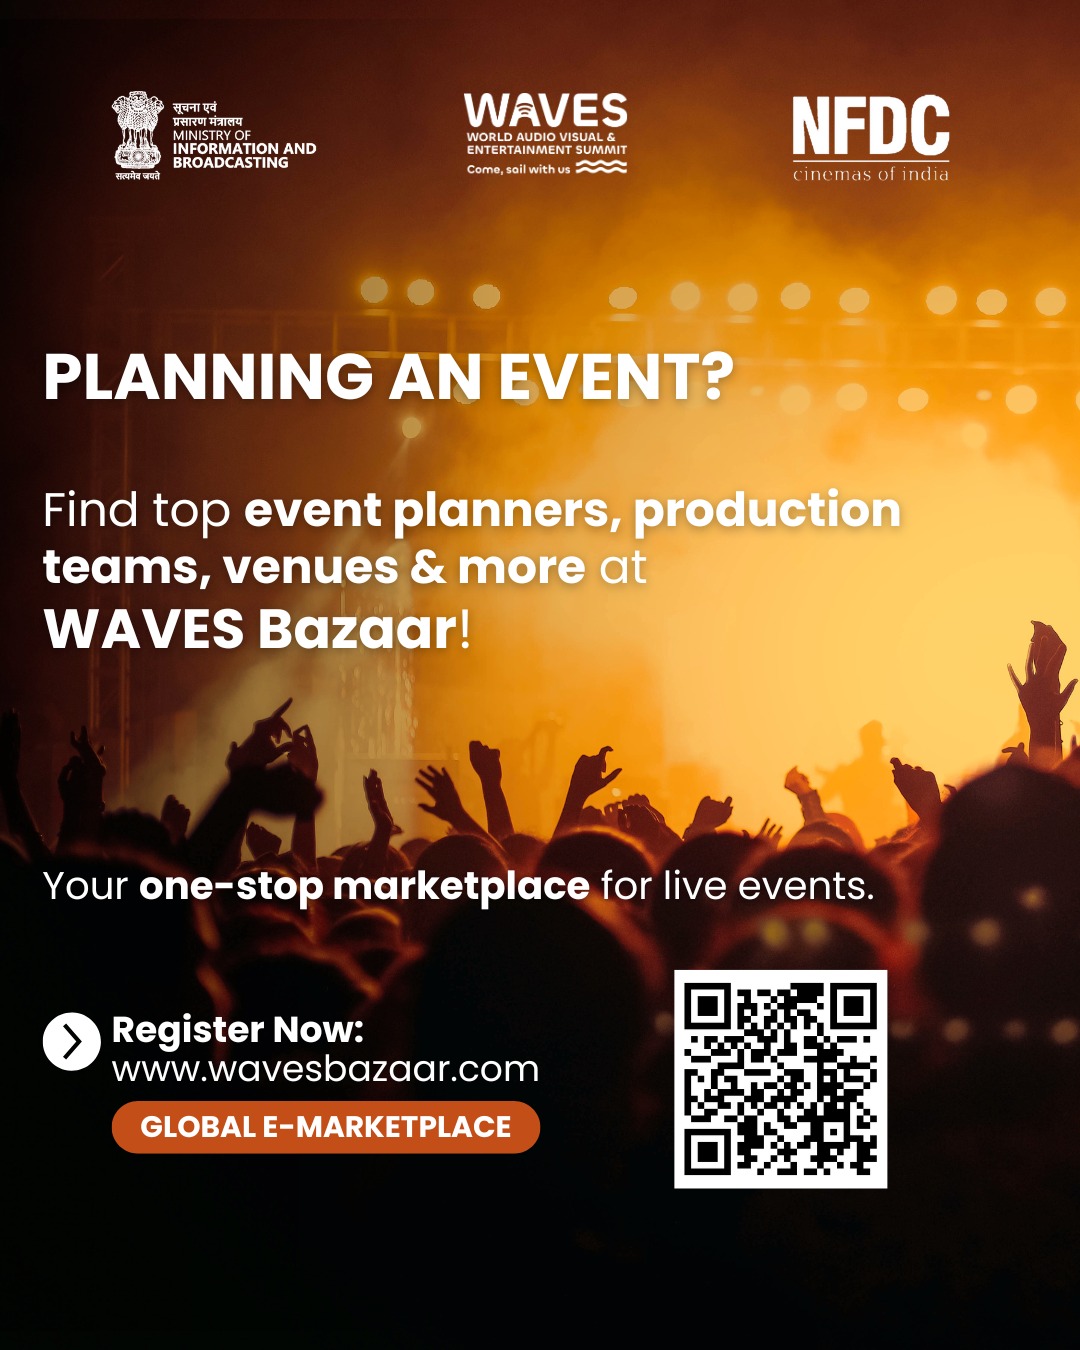 सूचना एवं
प्रसारण मंत्रालय
MINISTRY OF
INFORMATION AND
BROADCASTING
सत्यमेव जयते
WAVES
WORLD AUDIO VISUAL &
ENTERTAINMENT SUMMIT
Come, sail with us
NFDC
cinemas of india
PLANNING AN EVENT?
Find top event planners, production
teams, venues & more at
WAVES Bazaar!
Your one-stop marketplace for live events.
Register Now:
www.wavesbazaar.com
GLOBAL E-MARKETPLACE